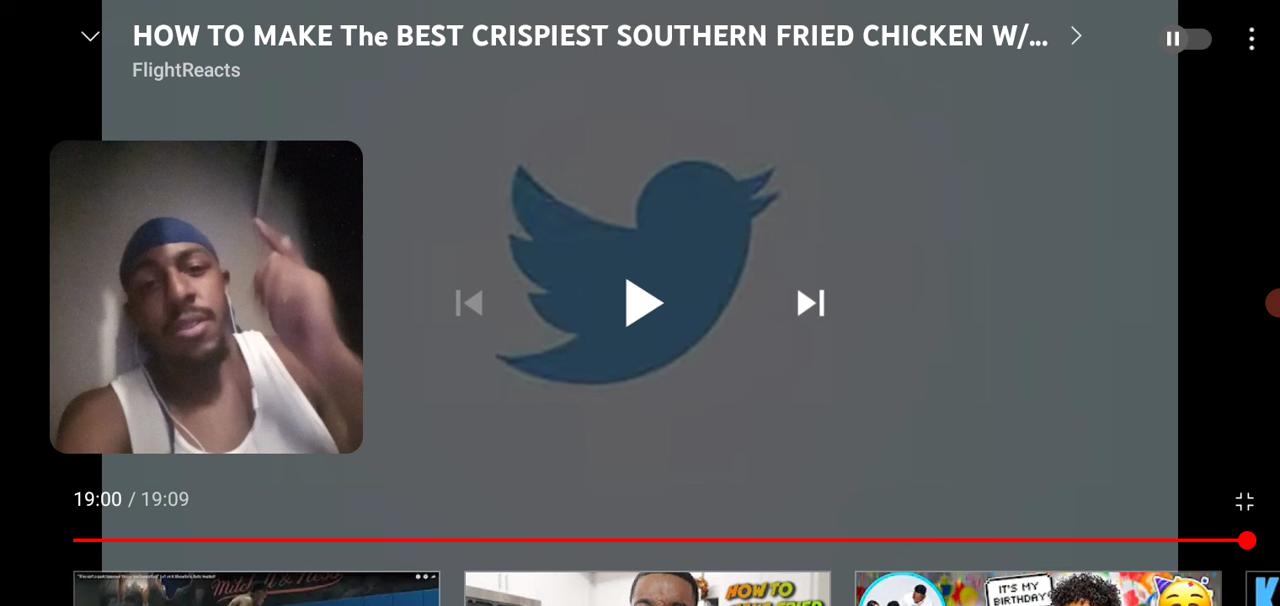 HOW TO MAKE The BEST CRISPIEST SOUTHERN FRIED CHICKEN W/...
FlightReacts
19:00 / 19:09
HOW TO
IT'S MY
BIRTHDAY